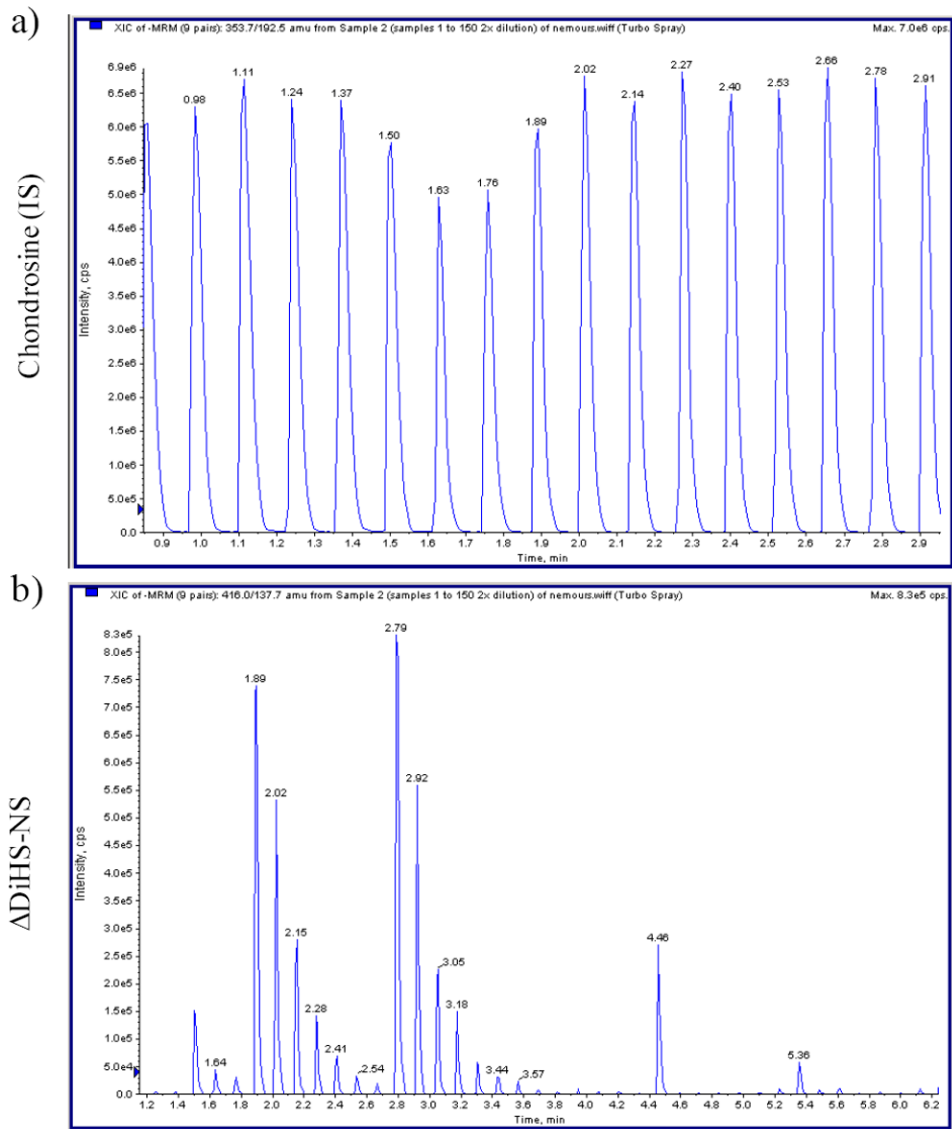 a)
XIC of -MRM (9 pairs): 353.7/192.5 amu from Sample 2 (samples 1 to 150 2x dilution) of nemours.wiff (Turbo Spray)
Max. 7.0e6 cps.
Chondrosine (IS)
Intensity, cps
6.9e6
6.5e6
6.0e6
5.5e6
5.0e6
4.5e6
4.0e6
3.5e6
3.0e6
2.5e6
2.0e6
1.5e6
1.0e6
5.0e5
0.0
0.98
1.11
1.24
1.37
1.50
1.63
1.76
1.89
2.02
2.14
2.27
2.40
2.53
2.66
2.78
2.91
0.9 1.0 1.1 1.2 1.3 1.4 1.5 1.6 1.7 1.8 1.9 2.0 2.1 2.2 2.3 2.4 2.5 2.6 2.7 2.8 2.9
Time, min
b)
XIC of -MRM (9 pairs): 416.0/137.7 amu from Sample 2 (samples 1 to 150 2x dilution) of nemours.wiff (Turbo Spray)
Max. 8.3e5 cps.
ΔDiHS-NS
Intensity, cps
8.3e5
8.0e5
7.5e5
7.0e5
6.5e5
6.0e5
5.5e5
5.0e5
4.5e5
4.0e5
3.5e5
3.0e5
2.5e5
2.0e5
1.5e5
1.0e5
5.0e4
0.0
1.64
1.89
2.02
2.15
2.28
2.41
2.54
2.79
2.92
3.05
3.18
3.44
3.57
4.46
5.36
1.2 1.4 1.6 1.8 2.0 2.2 2.4 2.6 2.8 3.0 3.2 3.4 3.6 3.8 4.0 4.2 4.4 4.6 4.8 5.0 5.2 5.4 5.6 5.8 6.0 6.2
Time, min